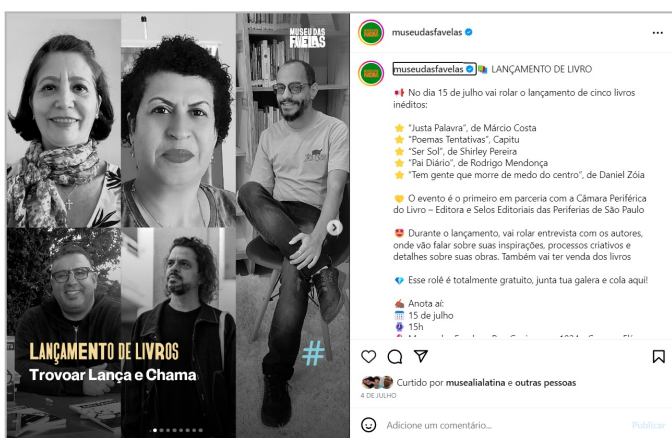 MUSEU DAS
FAVELAS
LANÇAMENTO DE LIVROS
Trovoar Lança e Chama
#
museudasfavelas
museudasfavelas LANÇAMENTO DE LIVRO
No dia 15 de julho vai rolar o lançamento de cinco livros
inéditos:
"Justa Palavra", de Márcio Costa
"Poemas Tentativas", Capitu
"Ser Sol", de Shirley Pereira
"Pai Diário", de Rodrigo Mendonça
"Tem gente que morre de medo do centro", de Daniel Zóia
O evento é o primeiro em parceria com a Câmara Periférica
do Livro – Editora e Selos Editoriais das Periferias de São Paulo
Durante o lançamento, vai rolar entrevista com os autores,
onde vão falar sobre suas inspirações, processos criativos e
detalhes sobre suas obras. Também vai ter venda dos livros
Esse rolê é totalmente gratuito, junta tua galera e cola aqui!
Anota aí:
15 de julho
15h
Curtido por musealialatina e outras pessoas
4 DE JULHO
Adicione um comentário...
Publicar